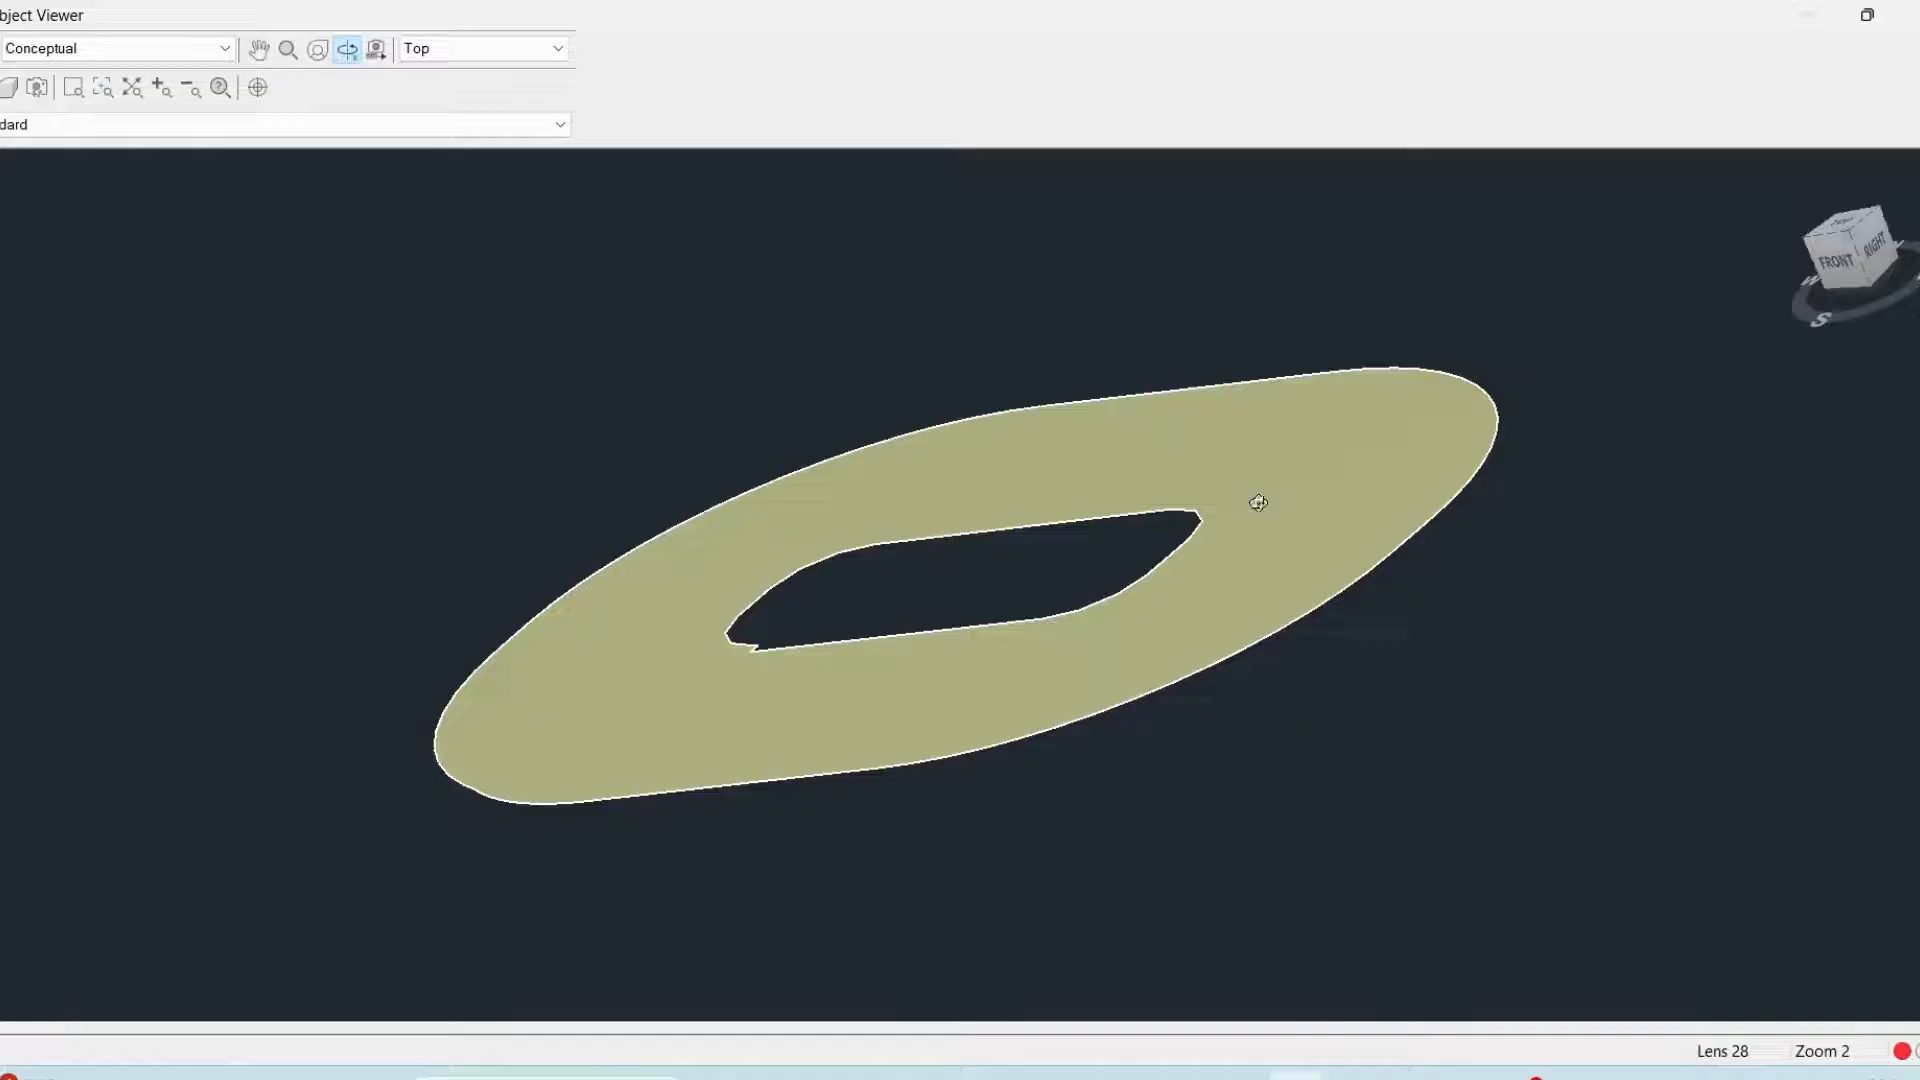 bject Viewer
Conceptual
Top
dard
FRONT
RIGHT
S
Lens 28
Zoom 2